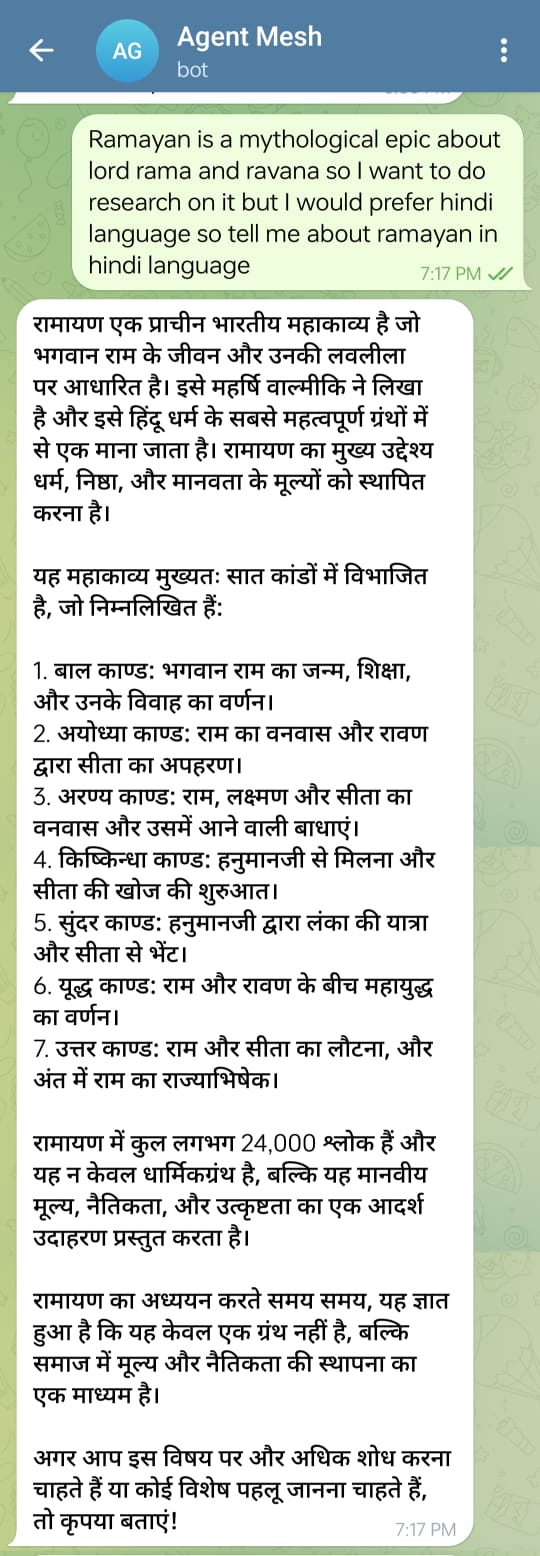 Agent Mesh
AG
bot
Ramayan is a mythological epic about
lord rama and ravana so I want to do
research on it but I would prefer hindi
language so tell me about ramayan in
hindi language
7:17 PM
रामायण एक प्राचीन भारतीय महाकाव्य है जो
भगवान राम के जीवन और उनकी लवलीला
पर आधारित है। इसे महर्षि वाल्मीकि ने लिखा
है और इसे हिंदू धर्म के सबसे महत्वपूर्ण ग्रंथों में
से एक माना जाता है। रामायण का मुख्य उद्देश्य
धर्म, निष्ठा, और मानवता के मूल्यों को स्थापित
करना है।
यह महाकाव्य मुख्यतः सात कांडों में विभाजित
है, जो निम्नलिखित हैं:
1. बाल काण्ड: भगवान राम का जन्म, शिक्षा,
और उनके विवाह का वर्णन।
2. अयोध्या काण्ड: राम का वनवास और रावण
द्वारा सीता का अपहरण।
3. अरण्य काण्ड: राम, लक्ष्मण और सीता का
वनवास और उसमें आने वाली बाधाएं।
4. किष्किन्धा काण्ड: हनुमानजी से मिलना और
सीता की खोज की शुरुआत।
5. सुंदर काण्ड: हनुमानजी द्वारा लंका की यात्रा
और सीता से भेंट।
6. यूद्ध काण्ड: राम और रावण के बीच महायुद्ध
का वर्णन।
7. उत्तर काण्ड: राम और सीता का लौटना, और
अंत में राम का राज्याभिषेक।
रामायण में कुल लगभग 24,000 श्लोक हैं और
यह न केवल धार्मिकग्रंथ है, बल्कि यह मानवीय
मूल्य, नैतिकता, और उत्कृष्टता का एक आदर्श
उदाहरण प्रस्तुत करता है।
रामायण का अध्ययन करते समय समय, यह ज्ञात
हुआ है कि यह केवल एक ग्रंथ नहीं है, बल्कि
समाज में मूल्य और नैतिकता की स्थापना का
एक माध्यम है।
अगर आप इस विषय पर और अधिक शोध करना
चाहते हैं या कोई विशेष पहलू जानना चाहते हैं,
तो कृपया बताएं!
7:17 PM